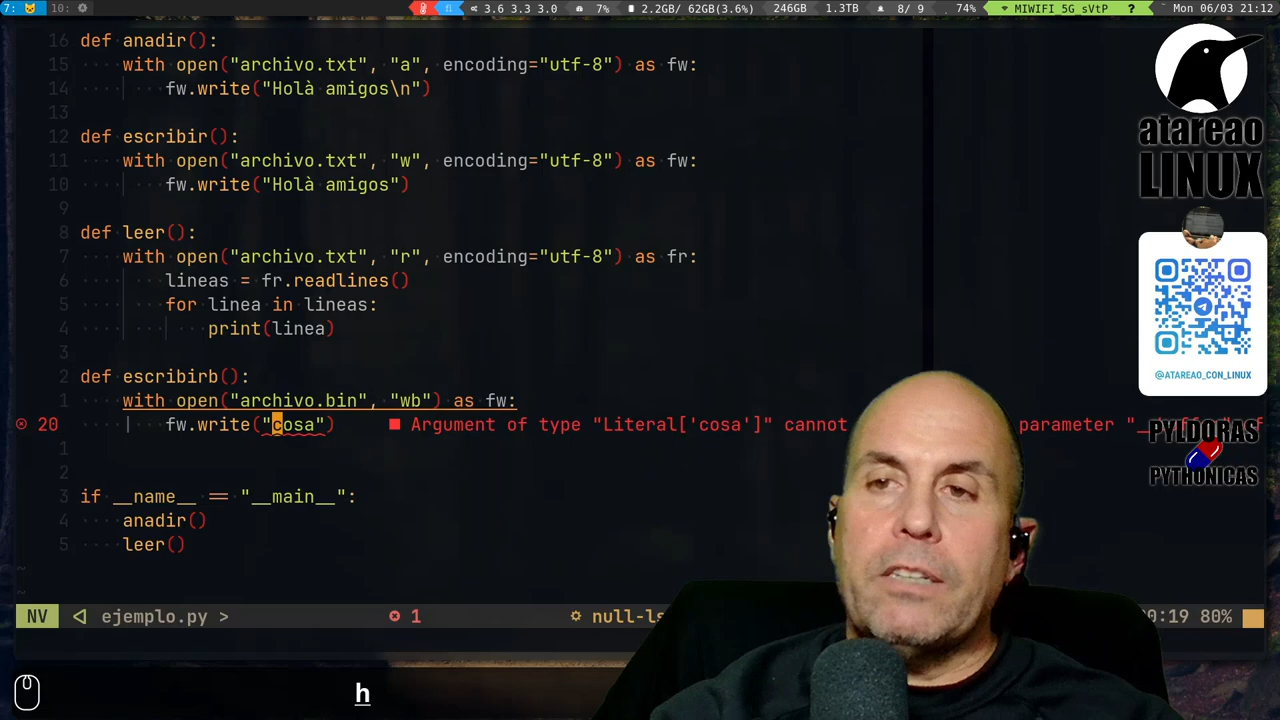 7: 10: 3.6 3.3 3.0 7% 2.2GB/ 62GB(3.6%) 246GB 1.3TB 8/ 9 74% MIWIFI_5G_sVtP ? Mon 06/03 21:12
16 def anadir():
15 with open("archivo.txt", "a", encoding="utf-8") as fw:
14 fw.write("Holà amigos\n")
13
12 def escribir():
11 with open("archivo.txt", "w", encoding="utf-8") as fw:
10 fw.write("Holà amigos")
9
8 def leer():
7 with open("archivo.txt", "r", encoding="utf-8") as fr:
6 lineas = fr.readlines()
5 for linea in lineas:
4 print(linea)
3
2 def escribirb():
1 with open("archivo.bin", "wb") as fw:
20 fw.write("cosa") ■ Argument of type "Literal['cosa']" cannot parameter
1
2
3 if __name__ == "__main__":
4 anadir()
5 leer()
~
~
NV ejemplo.py > 1 null-ls 0:19 80%
h
atareao
LINUX
@ATAREAO_CON_LINUX
PYLDORAS
PYTHONICAS